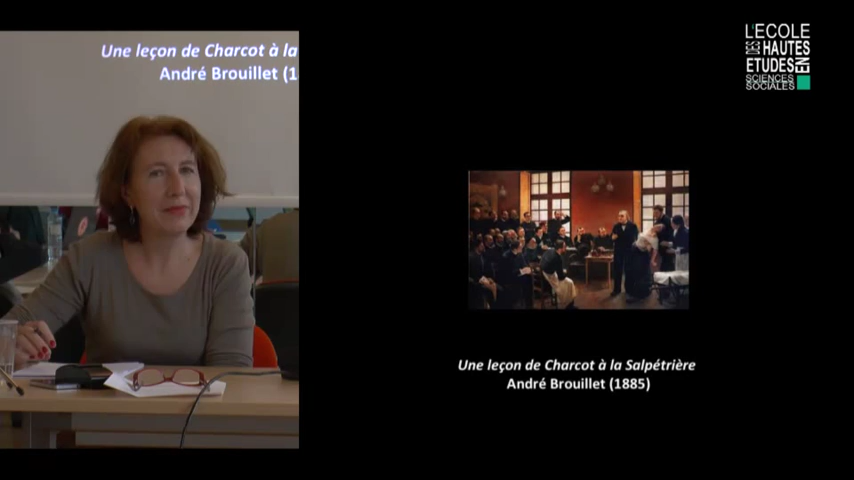 Une leçon de Charcot à la
André Brouillet (1
L'ECOLE
DES HAUTES
ETUDES EN
SCIENCES
SOCIALES
Une leçon de Charcot à la Salpétrière
André Brouillet (1885)